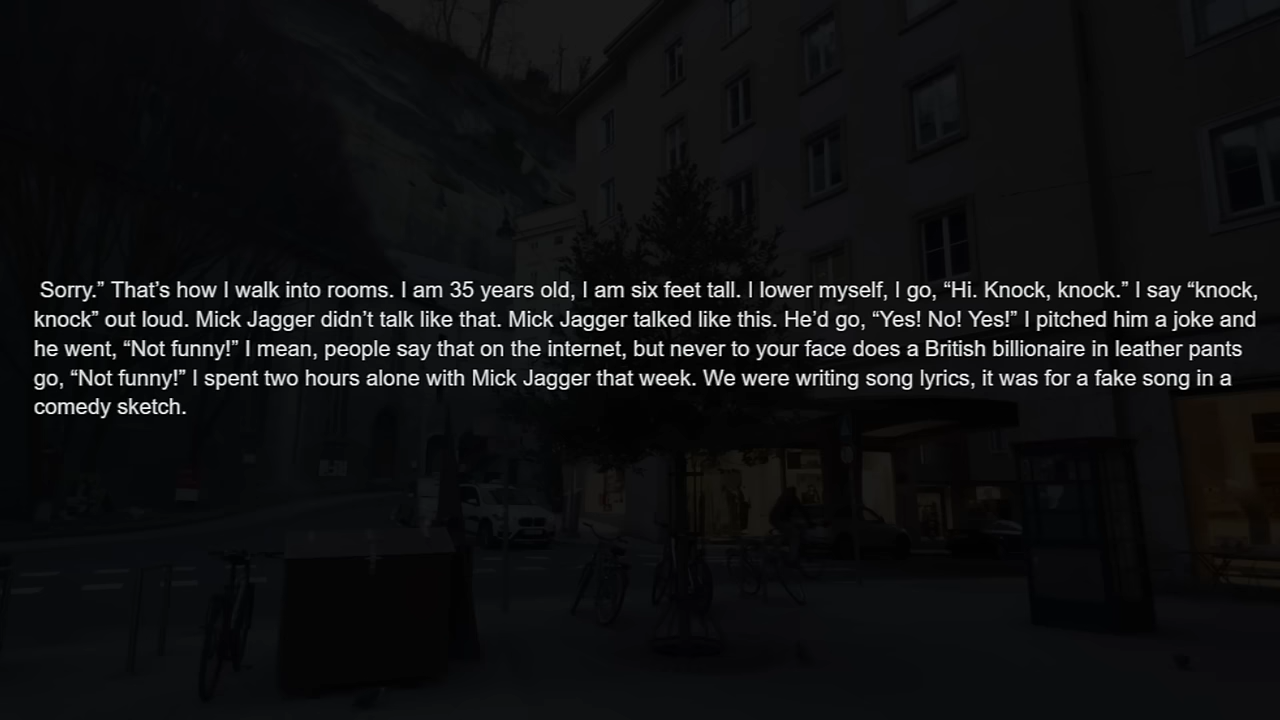 Sorry.” That’s how I walk into rooms. I am 35 years old, I am six feet tall. I lower myself, I go, “Hi. Knock, knock.” I say “knock,
knock” out loud. Mick Jagger didn’t talk like that. Mick Jagger talked like this. He’d go, “Yes! No! Yes!” I pitched him a joke and
he went, “Not funny!” I mean, people say that on the internet, but never to your face does a British billionaire in leather pants
go, “Not funny!” I spent two hours alone with Mick Jagger that week. We were writing song lyrics, it was for a fake song in a
comedy sketch.